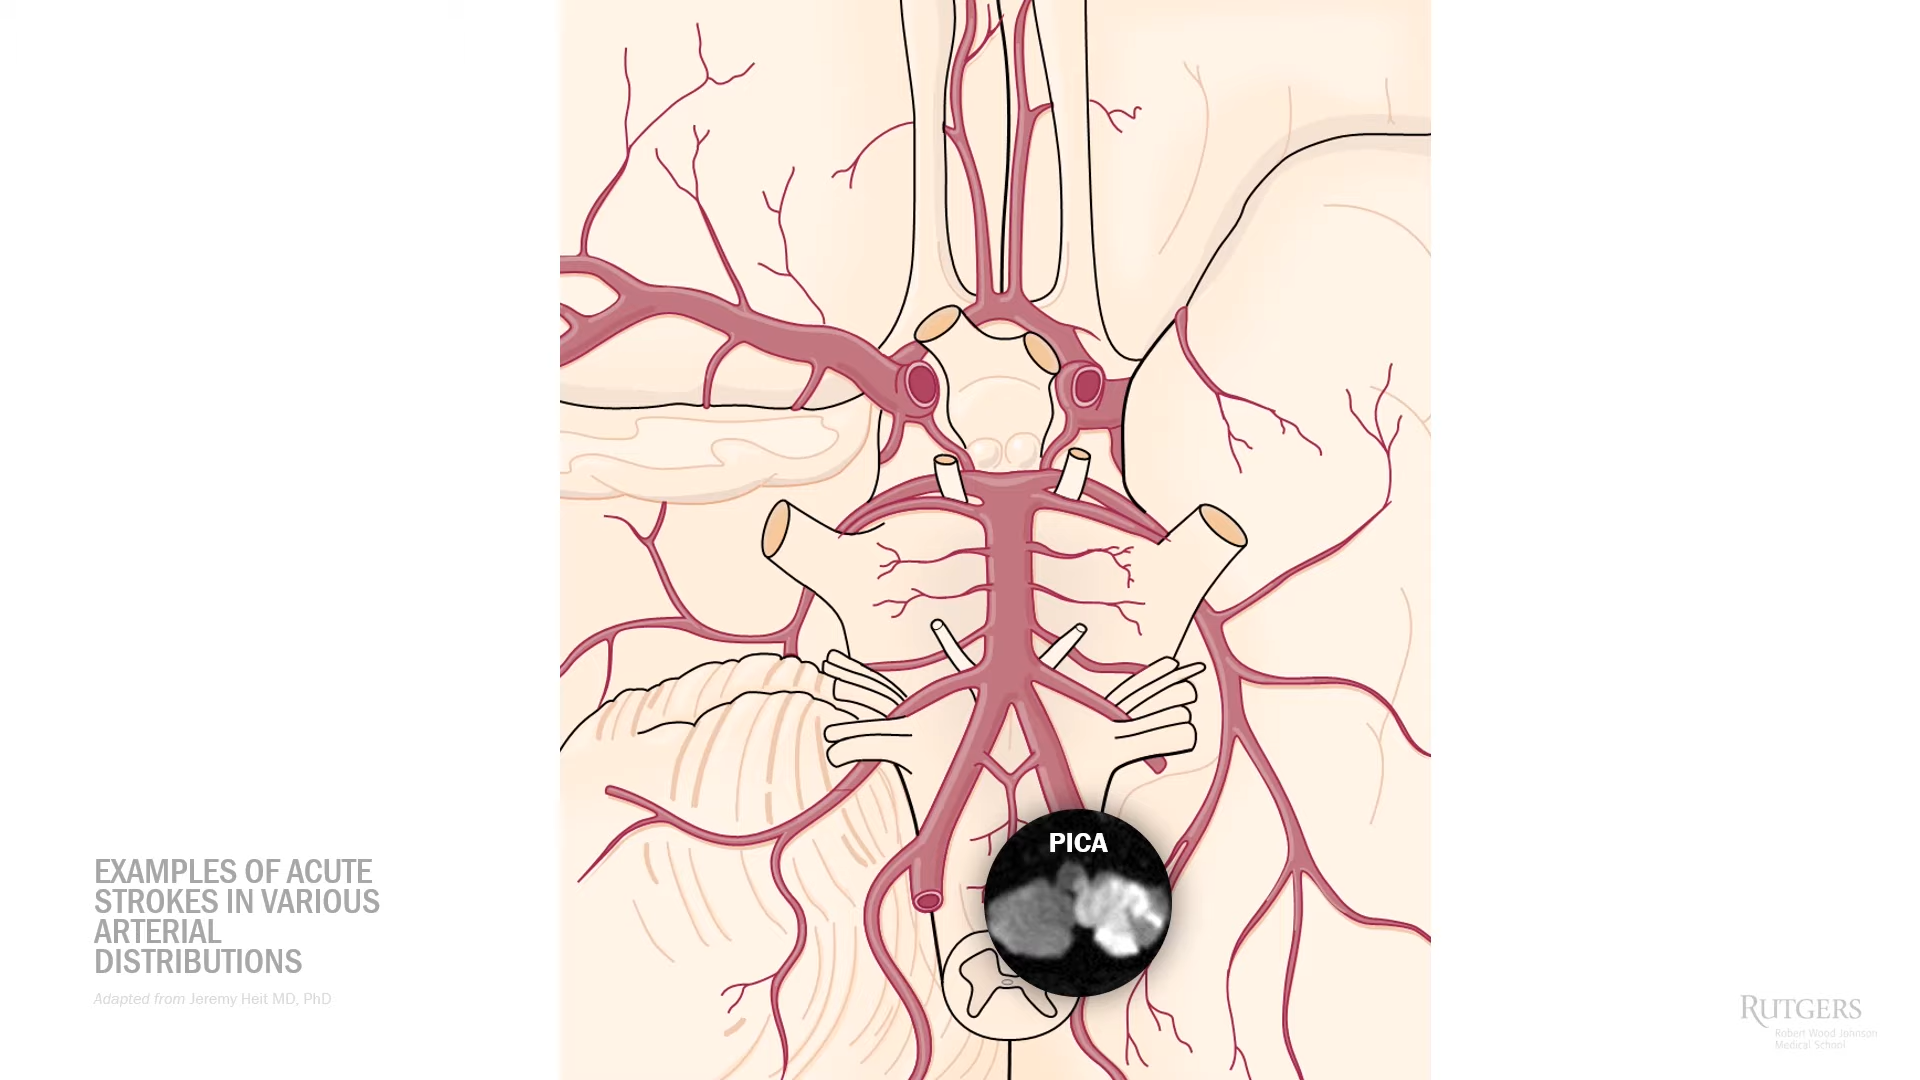 PICA
EXAMPLES OF ACUTE
STROKES IN VARIOUS
ARTERIAL
DISTRIBUTIONS
Adapted from Jeremy Heit MD, PhD
RUTGERS
Robert Wood Johnson
Medical School